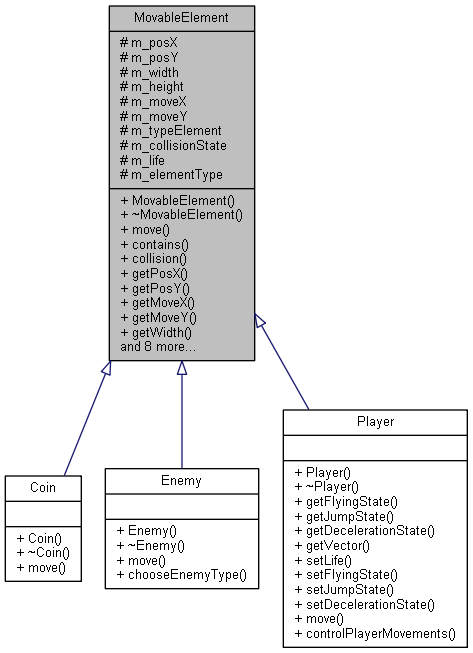 MovableElement
# m_posX
# m_posY
# m_width
# m_height
# m_moveX
# m_moveY
# m_typeElement
# m_collisionState
# m_life
# m_elementType
+ MovableElement()
+ ~MovableElement()
+ move()
+ contains()
+ collision()
+ getPosX()
+ getPosY()
+ getMoveX()
+ getMoveY()
+ getWidth()
and 8 more...
Coin
+ Coin()
+ ~Coin()
+ move()
Enemy
+ Enemy()
+ ~Enemy()
+ move()
+ chooseEnemyType()
Player
+ Player()
+ ~Player()
+ getFlyingState()
+ getJumpState()
+ getDecelerationState()
+ getVector()
+ setLife()
+ setFlyingState()
+ setJumpState()
+ setDecelerationState()
+ move()
+ controlPlayerMovements()